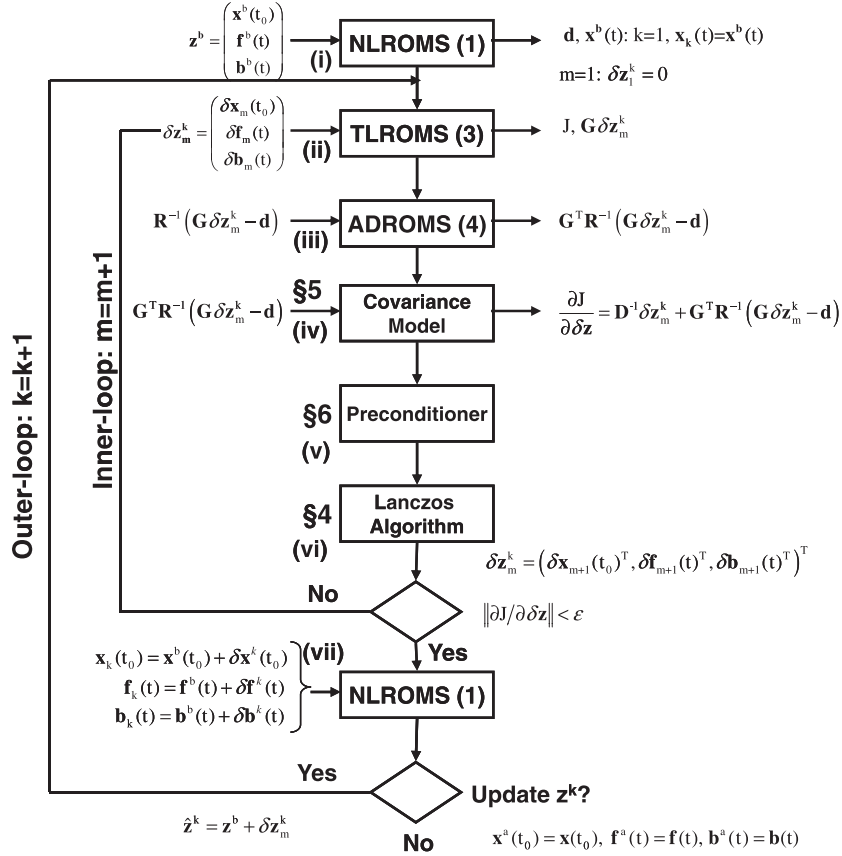 z^b = ( x^b(t_0) f^b(t) b^b(t) )
(i)
NLROMS (1)
d, x^b(t): k=1, x_k(t)=x^b(t)
m=1: δz_1^k = 0
δz_m^k = ( δx_m(t_0) δf_m(t) δb_m(t) )
(ii)
TLROMS (3)
J, Gδz_m^k
R^-1(Gδz_m^k − d)
(iii)
ADROMS (4)
G^T R^-1(Gδz_m^k − d)
G^T R^-1(Gδz_m^k − d)
§5
(iv)
Covariance
Model
∂J/∂δz = D^-1 δz_m^k + G^T R^-1(Gδz_m^k − d)
§6
(v)
Preconditioner
§4
(vi)
Lanczos
Algorithm
δz_m^k = (δx_{m+1}(t_0)^T, δf_{m+1}(t)^T, δb_{m+1}(t)^T)^T
No
‖∂J/∂δz‖ < ε
Yes
(vii)
x_k(t_0) = x^b(t_0) + δx^k(t_0)
f_k(t) = f^b(t) + δf^k(t)
b_k(t) = b^b(t) + δb^k(t)
NLROMS (1)
Yes
Update z^k?
ẑ^k = z^b + δz_m^k
No
x^a(t_0) = x(t_0), f^a(t) = f(t), b^a(t) = b(t)
Inner-loop: m=m+1
Outer-loop: k=k+1